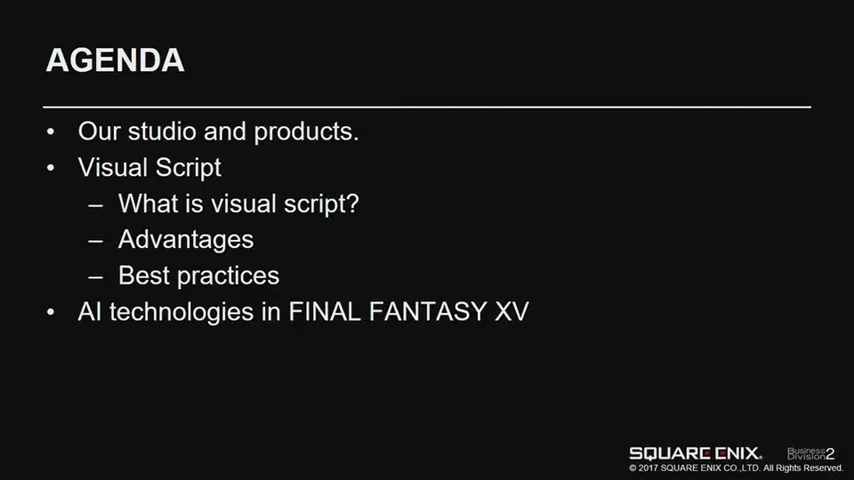 AGENDA
• Our studio and products.
• Visual Script
– What is visual script?
– Advantages
– Best practices
• AI technologies in FINAL FANTASY XV
SQUARE ENIX. Business Division 2
© 2017 SQUARE ENIX CO.,LTD. All Rights Reserved.